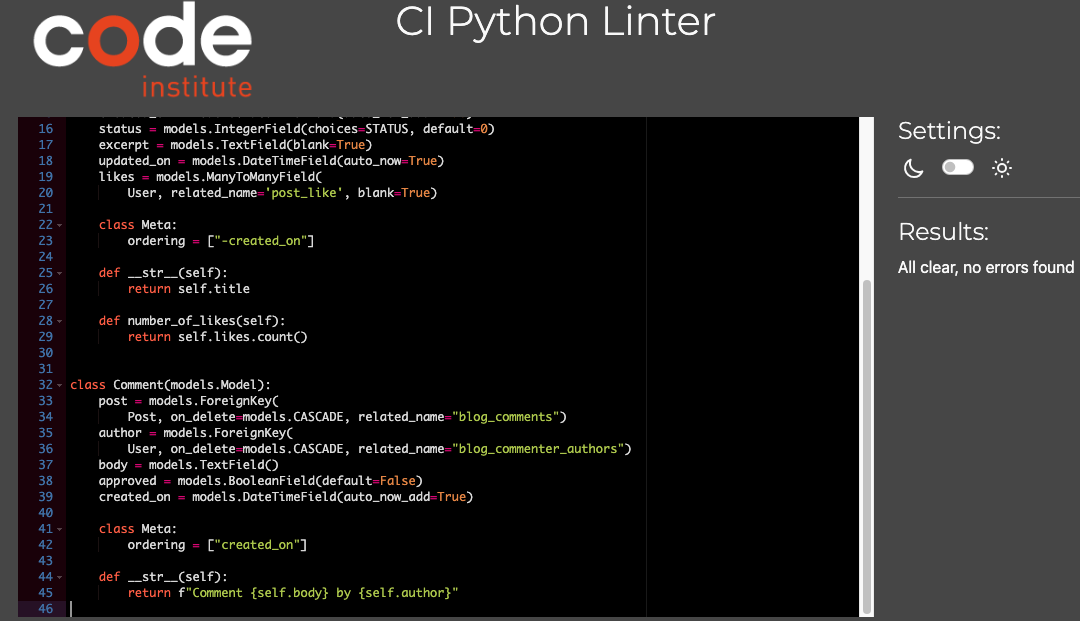 code
institute
CI Python Linter
16     status = models.IntegerField(choices=STATUS, default=0)
17     excerpt = models.TextField(blank=True)
18     updated_on = models.DateTimeField(auto_now=True)
19     likes = models.ManyToManyField(
20         User, related_name='post_like', blank=True)
21
22     class Meta:
23         ordering = ["-created_on"]
24
25     def __str__(self):
26         return self.title
27
28     def number_of_likes(self):
29         return self.likes.count()
30
31
32 class Comment(models.Model):
33     post = models.ForeignKey(
34         Post, on_delete=models.CASCADE, related_name="blog_comments")
35     author = models.ForeignKey(
36         User, on_delete=models.CASCADE, related_name="blog_commenter_authors")
37     body = models.TextField()
38     approved = models.BooleanField(default=False)
39     created_on = models.DateTimeField(auto_now_add=True)
40
41     class Meta:
42         ordering = ["created_on"]
43
44     def __str__(self):
45         return f"Comment {self.body} by {self.author}"
46
Settings:
Results:
All clear, no errors found